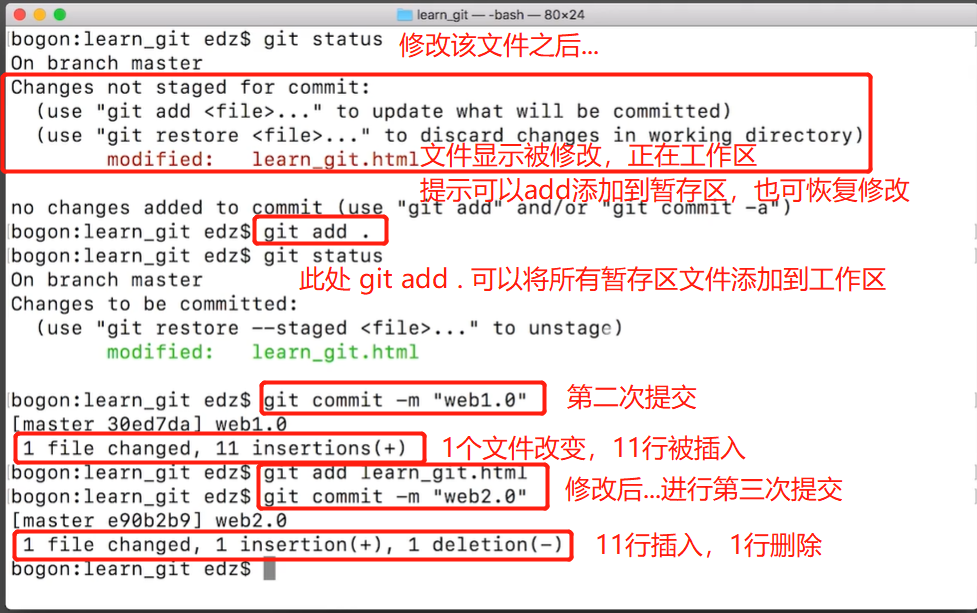 learn_git — -bash — 80×24
bogon:learn_git edz$ git status
修改该文件之后...
On branch master
Changes not staged for commit:
(use "git add <file>..." to update what will be committed)
(use "git restore <file>..." to discard changes in working directory)
modified: learn_git.html
文件显示被修改，正在工作区
提示可以add添加到暂存区，也可恢复修改
no changes added to commit (use "git add" and/or "git commit -a")
bogon:learn_git edz$ git add .
bogon:learn_git edz$ git status
On branch master
此处 git add . 可以将所有暂存区文件添加到工作区
Changes to be committed:
(use "git restore --staged <file>..." to unstage)
modified: learn_git.html
bogon:learn_git edz$ git commit -m "web1.0"
第二次提交
[master 30ed7da] web1.0
1 file changed, 11 insertions(+)
1个文件改变，11行被插入
bogon:learn_git edz$ git add learn_git.html
bogon:learn_git edz$ git commit -m "web2.0"
修改后...进行第三次提交
[master e90b2b9] web2.0
1 file changed, 1 insertion(+), 1 deletion(-)
11行插入，1行删除
bogon:learn_git edz$